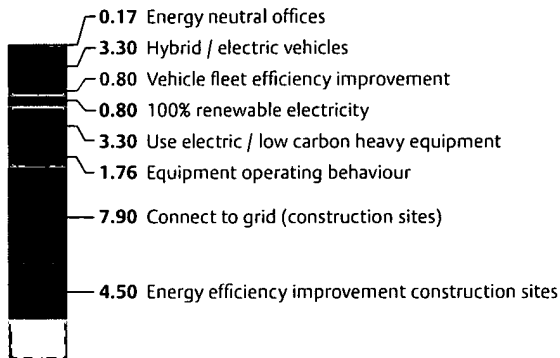 0.17 Energy neutral offices
3.30 Hybrid / electric vehicles
0.80 Vehicle fleet efficiency improvement
0.80 100% renewable electricity
3.30 Use electric / low carbon heavy equipment
1.76 Equipment operating behaviour
7.90 Connect to grid (construction sites)
4.50 Energy efficiency improvement construction sites